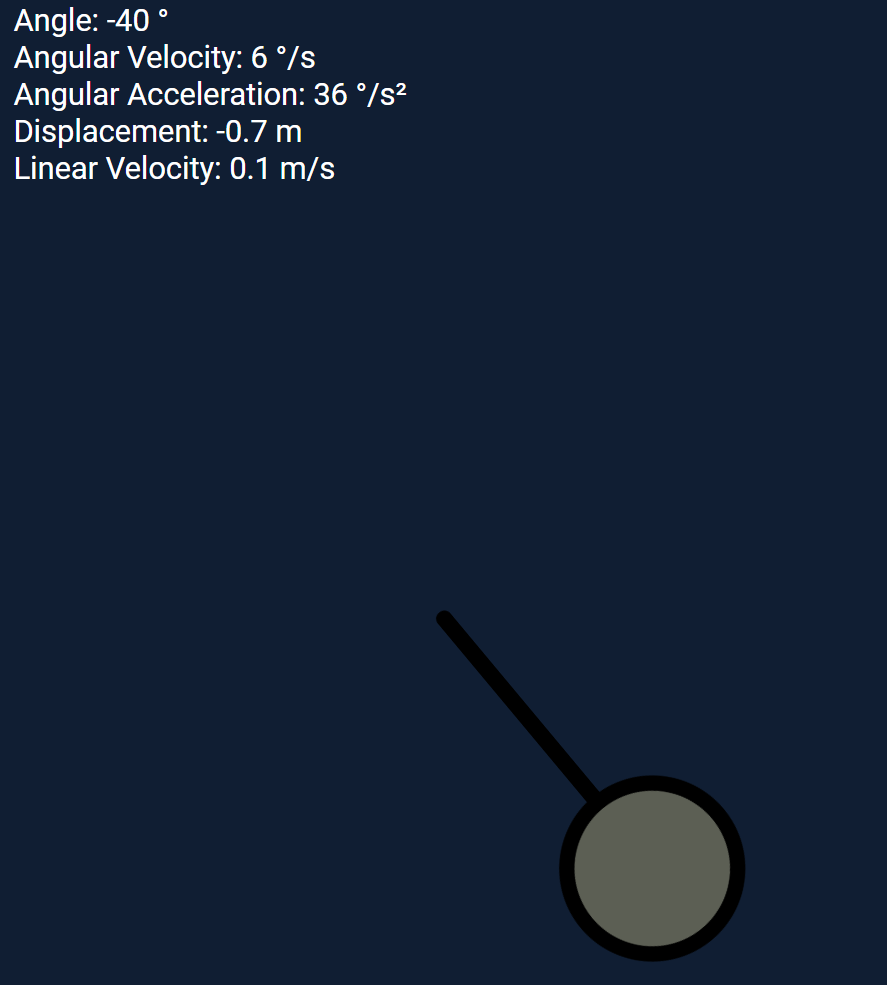 Angle: -40 °
Angular Velocity: 6 °/s
Angular Acceleration: 36 °/s²
Displacement: -0.7 m
Linear Velocity: 0.1 m/s